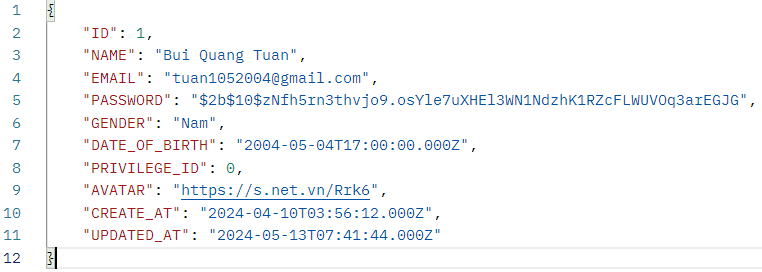 1 {
2 "ID": 1,
3 "NAME": "Bui Quang Tuan",
4 "EMAIL": "tuan1052004@gmail.com",
5 "PASSWORD": "$2b$10$zNfh5rn3thvjo9.osYle7uXHEl3WN1NdzhK1RZcFLWUVOq3arEGJG",
6 "GENDER": "Nam",
7 "DATE_OF_BIRTH": "2004-05-04T17:00:00.000Z",
8 "PRIVILEGE_ID": 0,
9 "AVATAR": "https://s.net.vn/Rrk6",
10 "CREATE_AT": "2024-04-10T03:56:12.000Z",
11 "UPDATED_AT": "2024-05-13T07:41:44.000Z"
12 }